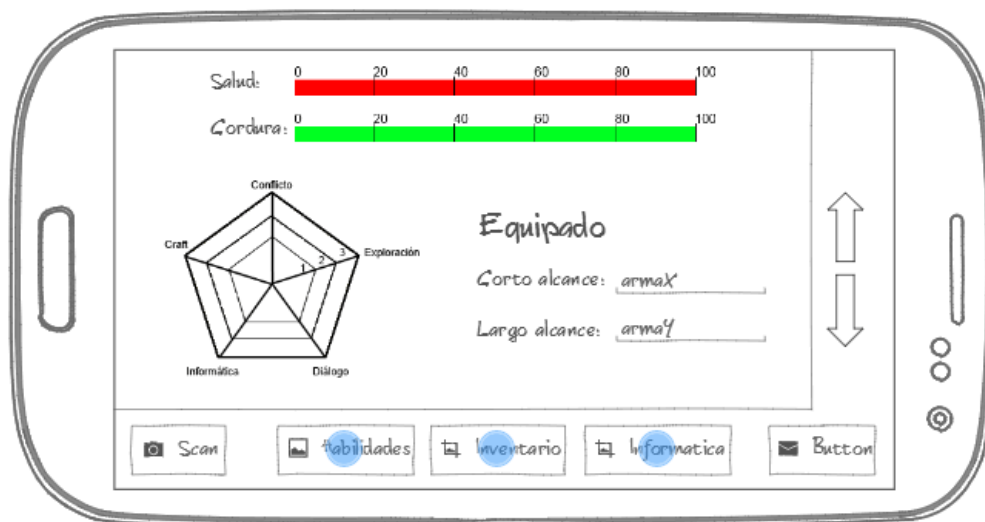 0 20 40 60 80 100
Salud:
0 20 40 60 80 100
Cordura:
Conflicto
Craft
Exploración
1 2 3
Informática
Diálogo
Equipado
Corto alcance: armaX
Largo alcance: armaY
Scan
Habilidades
Inventario
Informatica
Button